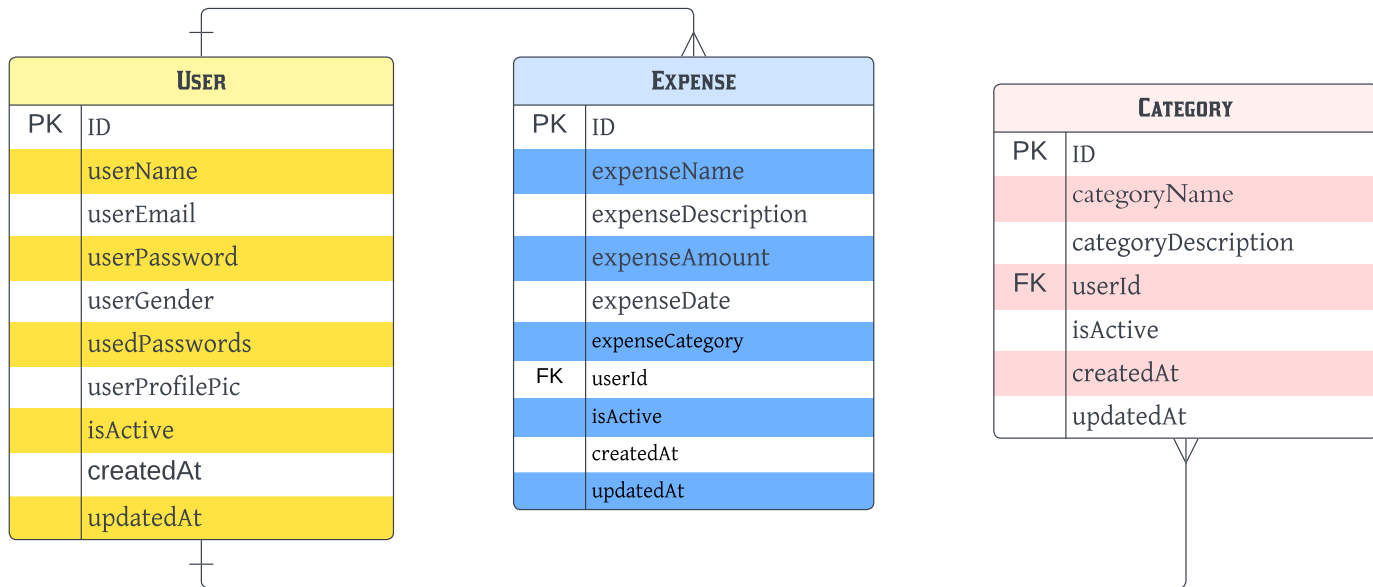 USER
PK ID
userName
userEmail
userPassword
userGender
usedPasswords
userProfilePic
isActive
createdAt
updatedAt
EXPENSE
PK ID
expenseName
expenseDescription
expenseAmount
expenseDate
expenseCategory
FK userId
isActive
createdAt
updatedAt
CATEGORY
PK ID
categoryName
categoryDescription
FK userId
isActive
createdAt
updatedAt